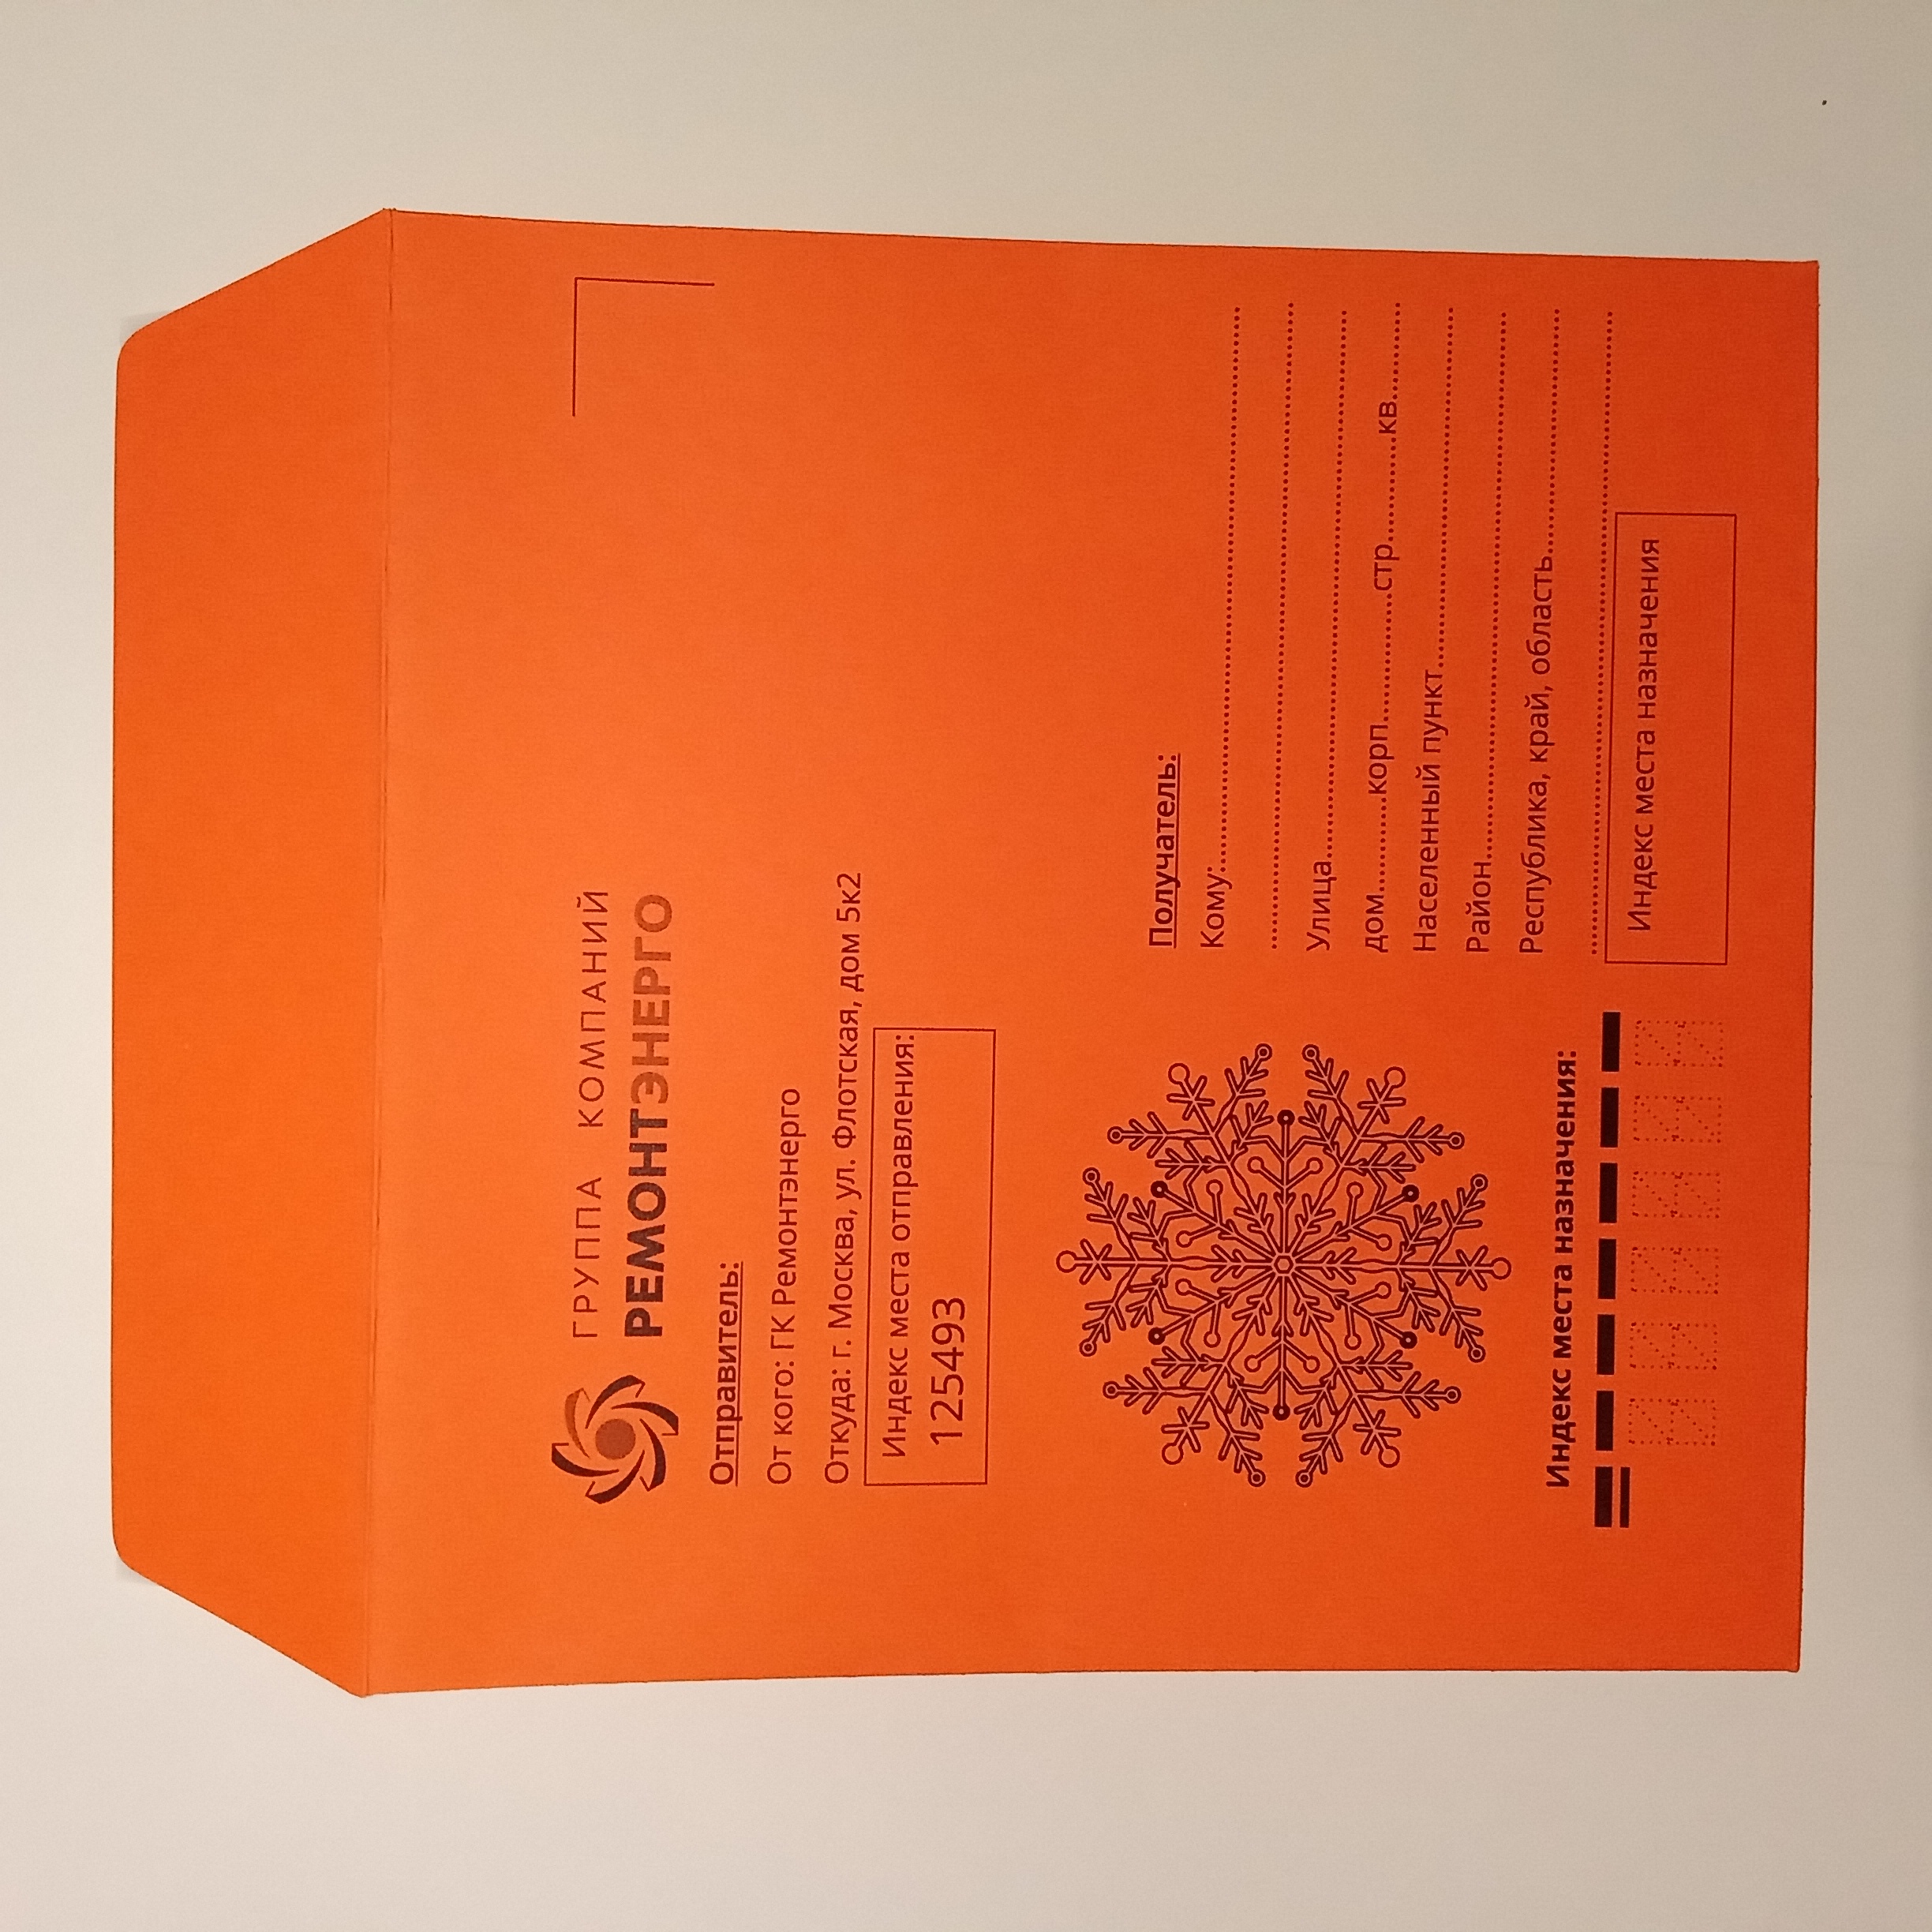 ГРУППА КОМПАНИЙ
РЕМОНТЭНЕРГО
Отправитель:
От кого: ГК Ремонтэнерго
Откуда: г. Москва, ул. Флотская, дом 5к2
Индекс места отправления:
125493
Получатель:
Кому:
Улица
дом............корп................стр.............кв............
Населенный пункт
Район
Республика, край, область
Индекс места назначения:
Индекс места назначения